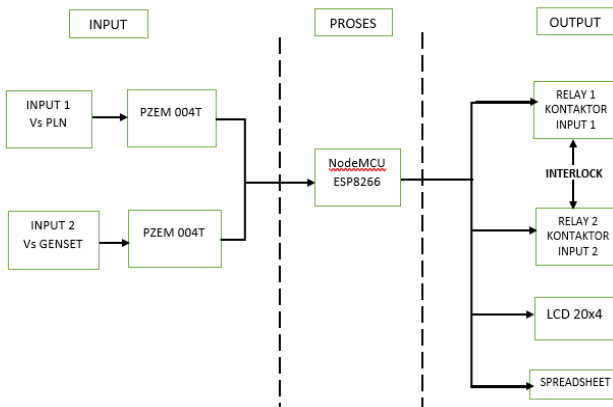 INPUT
PROSES
OUTPUT
INPUT 1
Vs PLN
PZEM 004T
INPUT 2
Vs GENSET
PZEM 004T
NodeMCU
ESP8266
RELAY 1
KONTAKTOR
INPUT 1
INTERLOCK
RELAY 2
KONTAKTOR
INPUT 2
LCD 20x4
SPREADSHEET